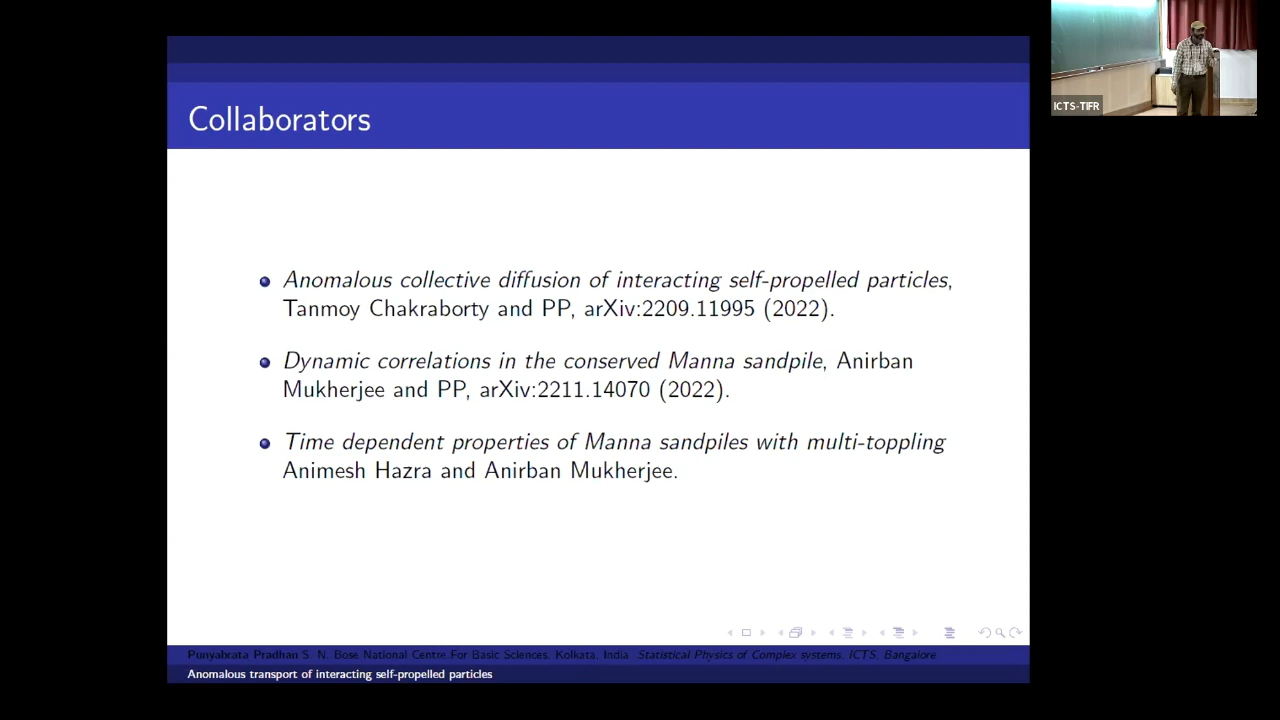 Collaborators
Anomalous collective diffusion of interacting self-propelled particles,
Tanmoy Chakraborty and PP, arXiv:2209.11995 (2022).
Dynamic correlations in the conserved Manna sandpile, Anirban
Mukherjee and PP, arXiv:2211.14070 (2022).
Time dependent properties of Manna sandpiles with multi-toppling
Animesh Hazra and Anirban Mukherjee.
Punyabrata Pradhan S. N. Bose National Centre For Basic Sciences, Kolkata, India Statistical Physics of Complex systems, ICTS, Bangalore
Anomalous transport of interacting self-propelled particles
ICTS-TIFR